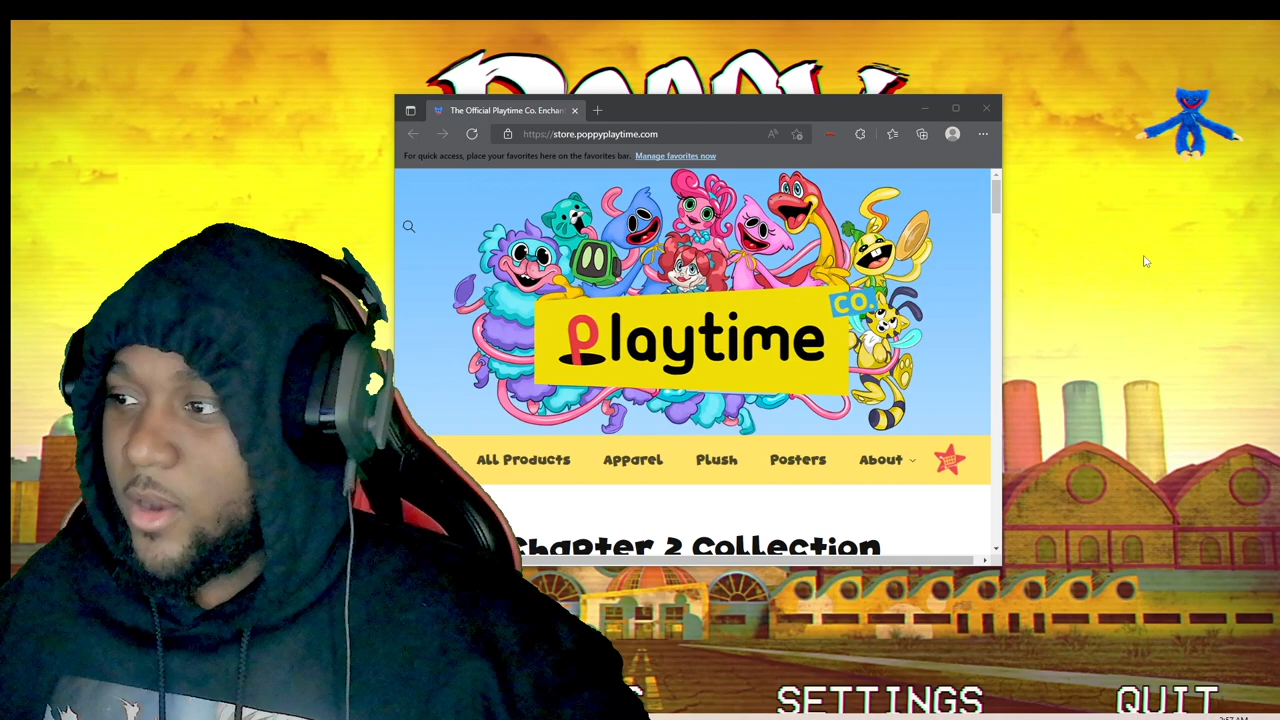 POPPY
The Official Playtime Co. Enchan
https://store.poppyplaytime.com
For quick access, place your favorites here on the favorites bar. Manage favorites now
Playtime
CO.
All Products Apparel Plush Posters About
Chapter 2 Collection
SETTINGS QUIT